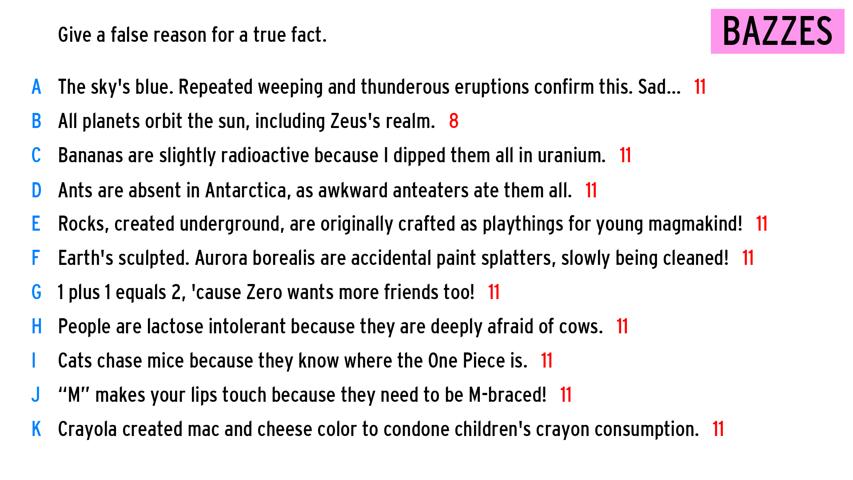 Give a false reason for a true fact.
BAZZES
A The sky's blue. Repeated weeping and thunderous eruptions confirm this. Sad... 11
B All planets orbit the sun, including Zeus's realm. 8
C Bananas are slightly radioactive because I dipped them all in uranium. 11
D Ants are absent in Antarctica, as awkward anteaters ate them all. 11
E Rocks, created underground, are originally crafted as playthings for young magmakind! 11
F Earth's sculpted. Aurora borealis are accidental paint splatters, slowly being cleaned! 11
G 1 plus 1 equals 2, 'cause Zero wants more friends too! 11
H People are lactose intolerant because they are deeply afraid of cows. 11
I Cats chase mice because they know where the One Piece is. 11
J “M” makes your lips touch because they need to be M-braced! 11
K Crayola created mac and cheese color to condone children's crayon consumption. 11